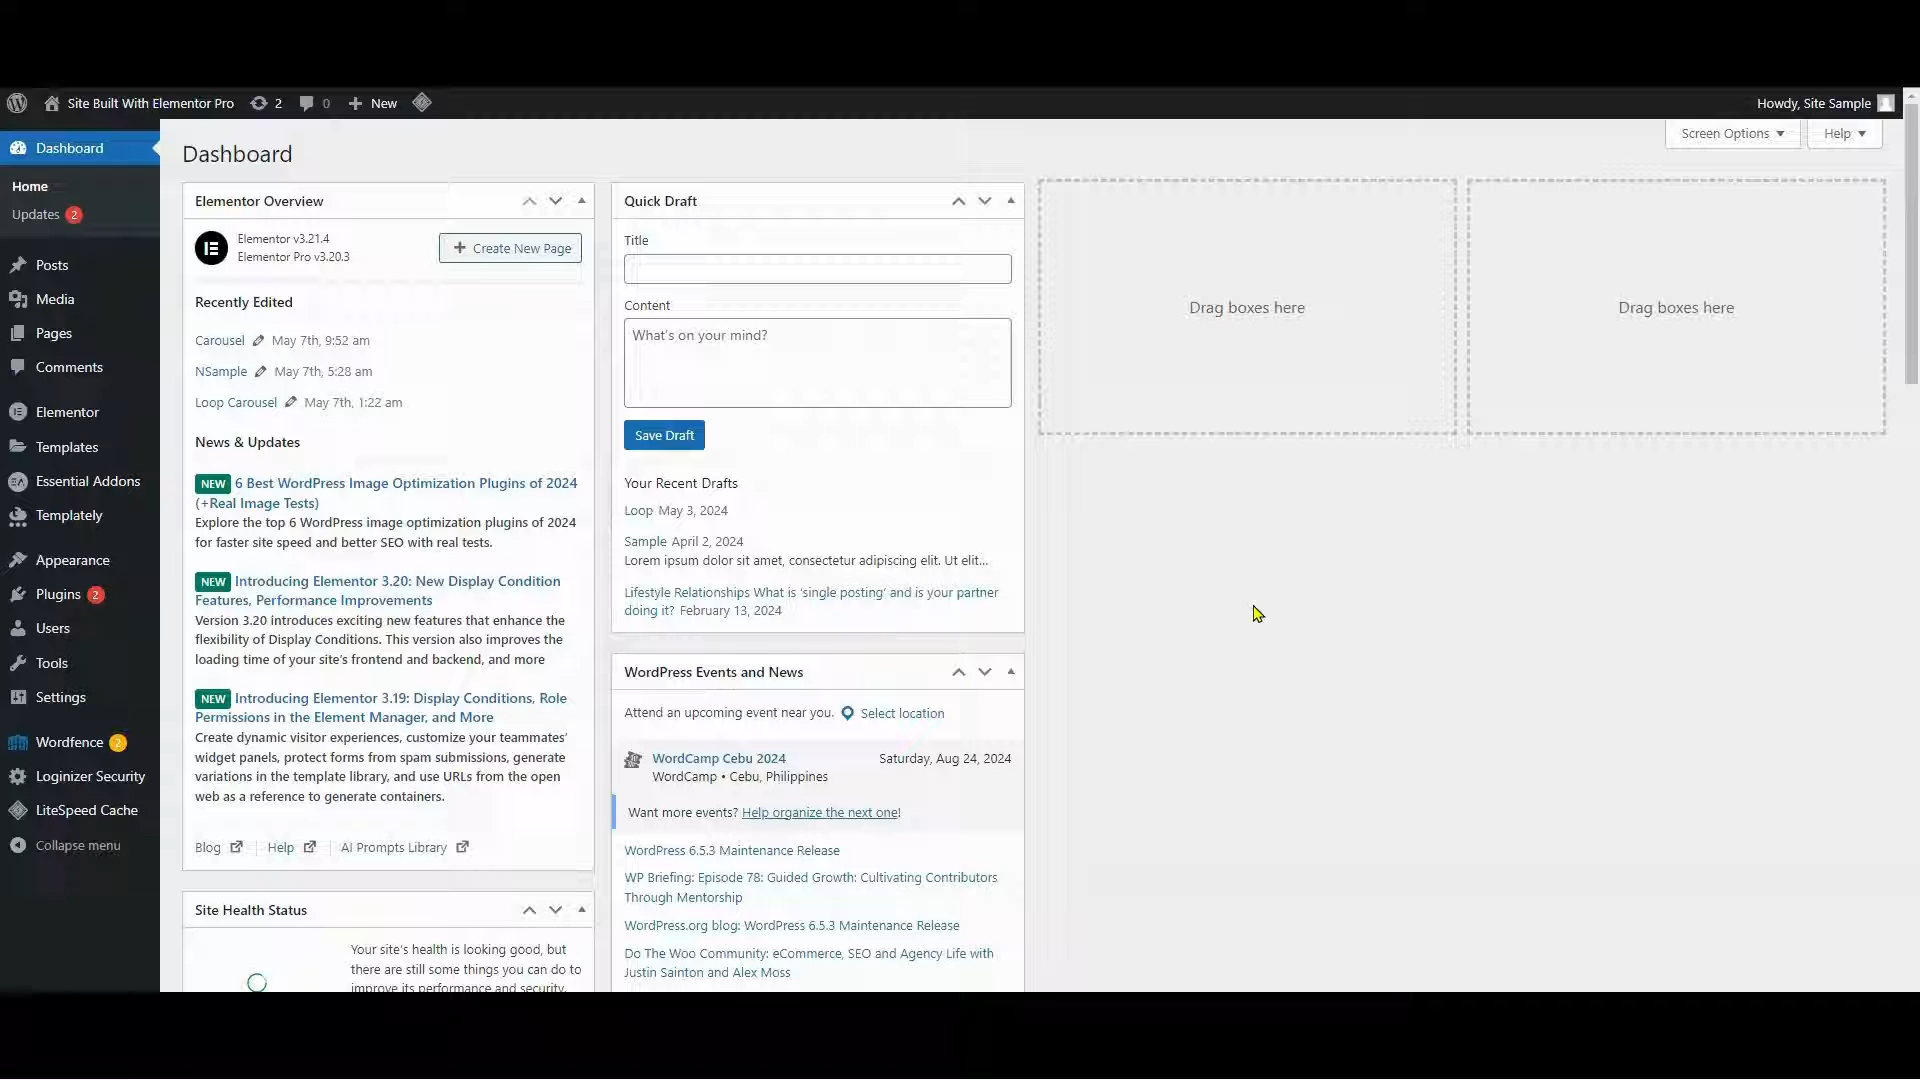 Site Built With Elementor Pro 2 0 New
Howdy, Site Sample
Screen Options
Help
Dashboard
Home
Updates 2
Posts
Media
Pages
Comments
Elementor
Templates
Essential Addons
Templately
Appearance
Plugins 2
Users
Tools
Settings
Wordfence 2
Loginizer Security
LiteSpeed Cache
Collapse menu
Dashboard
Elementor Overview
Elementor v3.21.4
Elementor Pro v3.20.3
Create New Page
Recently Edited
Carousel May 7th, 9:52 am
NSample May 7th, 5:28 am
Loop Carousel May 7th, 1:22 am
News & Updates
NEW 6 Best WordPress Image Optimization Plugins of 2024
(+Real Image Tests)
Explore the top 6 WordPress image optimization plugins of 2024
for faster site speed and better SEO with real tests.
NEW Introducing Elementor 3.20: New Display Condition
Features, Performance Improvements
Version 3.20 introduces exciting new features that enhance the
flexibility of Display Conditions. This version also improves the
loading time of your site's frontend and backend, and more
NEW Introducing Elementor 3.19: Display Conditions, Role
Permissions in the Element Manager, and More
Create dynamic visitor experiences, customize your teammates'
widget panels, protect forms from spam submissions, generate
variations in the template library, and use URLs from the open
web as a reference to generate containers.
Blog Help AI Prompts Library
Site Health Status
Your site's health is looking good, but
there are still some things you can do to
improve its performance and security.
Quick Draft
Title
Content
What's on your mind?
Save Draft
Your Recent Drafts
Loop May 3, 2024
Sample April 2, 2024
Lorem ipsum dolor sit amet, consectetur adipiscing elit. Ut elit...
Lifestyle Relationships What is 'single posting' and is your partner
doing it? February 13, 2024
WordPress Events and News
Attend an upcoming event near you. Select location
WordCamp Cebu 2024 Saturday, Aug 24, 2024
WordCamp • Cebu, Philippines
Want more events? Help organize the next one!
WordPress 6.5.3 Maintenance Release
WP Briefing: Episode 78: Guided Growth: Cultivating Contributors
Through Mentorship
WordPress.org blog: WordPress 6.5.3 Maintenance Release
Do The Woo Community: eCommerce, SEO and Agency Life with
Justin Sainton and Alex Moss
Drag boxes here
Drag boxes here